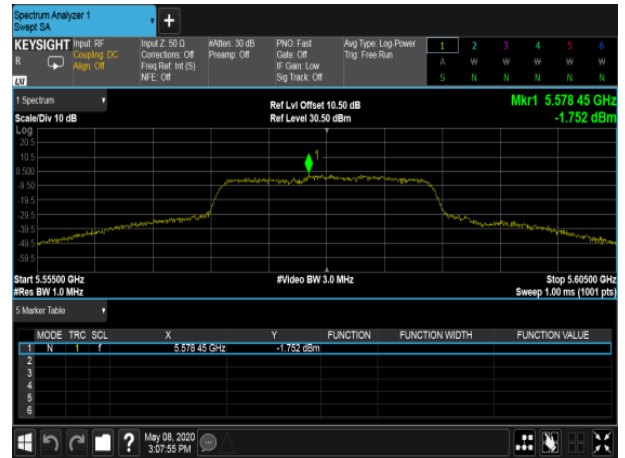 Spectrum Analyzer 1
Swept SA
+
KEYSIGHT Input: RF Input Z: 50 Ω #Atten: 30 dB PNO: Fast Avg Type: Log-Power 1 2 3 4 5 6
R Coupling: DC Corrections: Off Preamp: Off Gate: Off Trig: Free Run A W W W W W
Align: Off Freq Ref: Int (S) IF Gain: Low S N N N N N
LXI NFE: Off Sig Track: Off
1 Spectrum
Ref Lvl Offset 10.50 dB Mkr1 5.578 45 GHz
Scale/Div 10 dB Ref Level 30.50 dBm -1.752 dBm
Log
20.5
10.5
1
0.500
-9.50
-19.5
-29.5
-39.5
-49.5
-59.5
Start 5.55500 GHz #Video BW 3.0 MHz Stop 5.60500 GHz
#Res BW 1.0 MHz Sweep 1.00 ms (1001 pts)
5 Marker Table
MODE TRC SCL X Y FUNCTION FUNCTION WIDTH FUNCTION VALUE
1 N 1 f 5.578 45 GHz -1.752 dBm
2
3
4
5
6
? May 08, 2020
3:07:55 PM